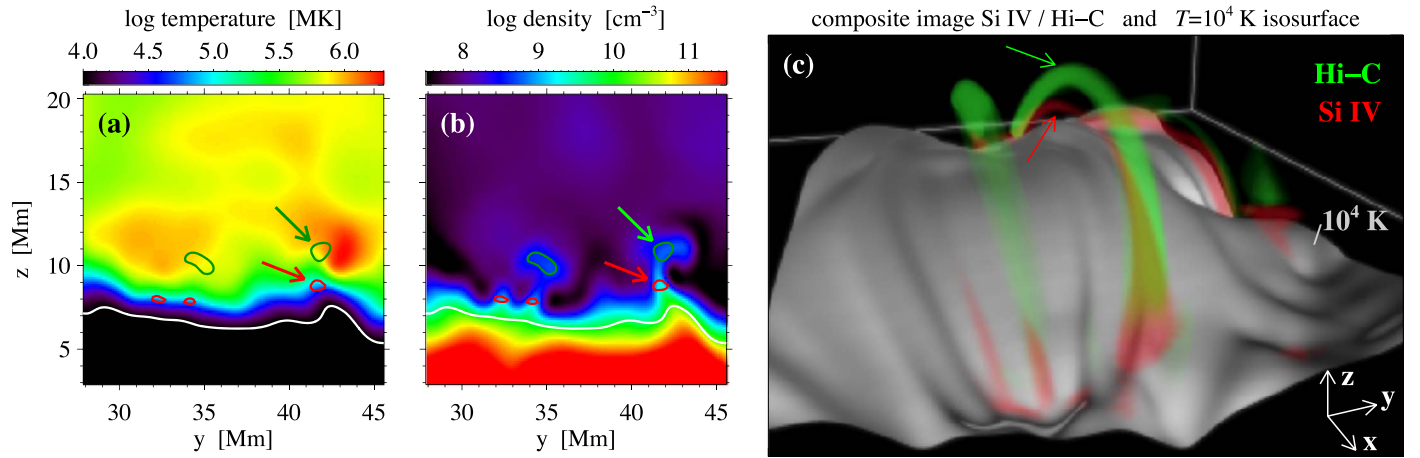 log temperature [MK]
4.0 4.5 5.0 5.5 6.0
log density [cm⁻³]
8 9 10 11
composite image Si IV / Hi–C and T=10⁴ K isosurface
(a)
(b)
(c)
Hi–C
Si IV
10⁴ K
z
y
x
20
15
10
5
z [Mm]
30 35 40 45
y [Mm]
30 35 40 45
y [Mm]